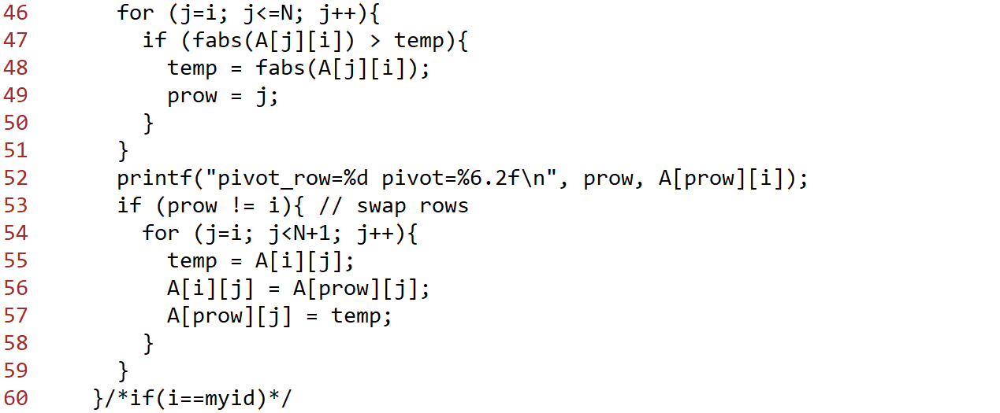 46       for (j=i; j<=N; j++){
47         if (fabs(A[j][i]) > temp){
48           temp = fabs(A[j][i]);
49           prow = j;
50         }
51       }
52       printf("pivot_row=%d pivot=%6.2f\n", prow, A[prow][i]);
53       if (prow != i){ // swap rows
54         for (j=i; j<N+1; j++){
55           temp = A[i][j];
56           A[i][j] = A[prow][j];
57           A[prow][j] = temp;
58         }
59       }
60     }/*if(i==myid)*/